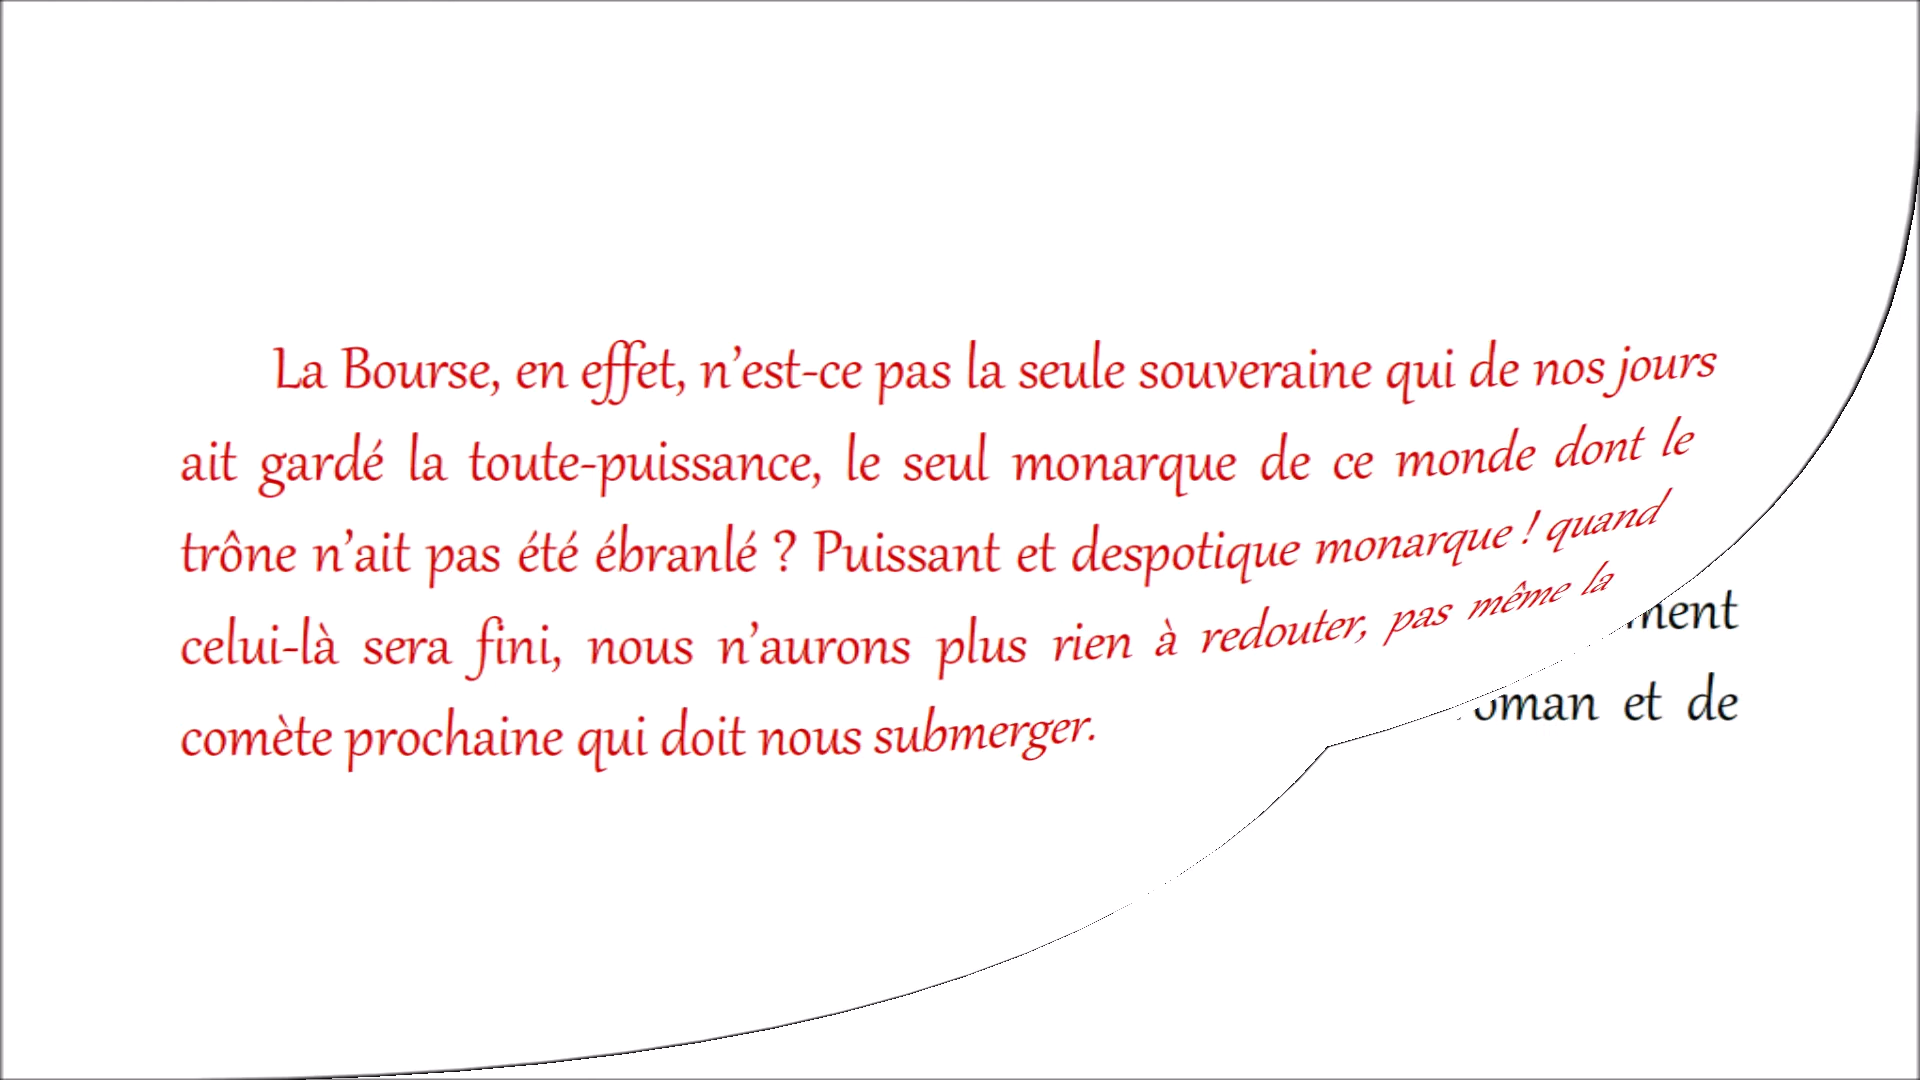 La Bourse, en effet, n’est-ce pas la seule souveraine qui de nos jours
ait gardé la toute-puissance, le seul monarque de ce monde dont le
trône n’ait pas été ébranlé ? Puissant et despotique monarque ! quand
celui-là sera fini, nous n’aurons plus rien à redouter, pas même la
comète prochaine qui doit nous submerger.
et de